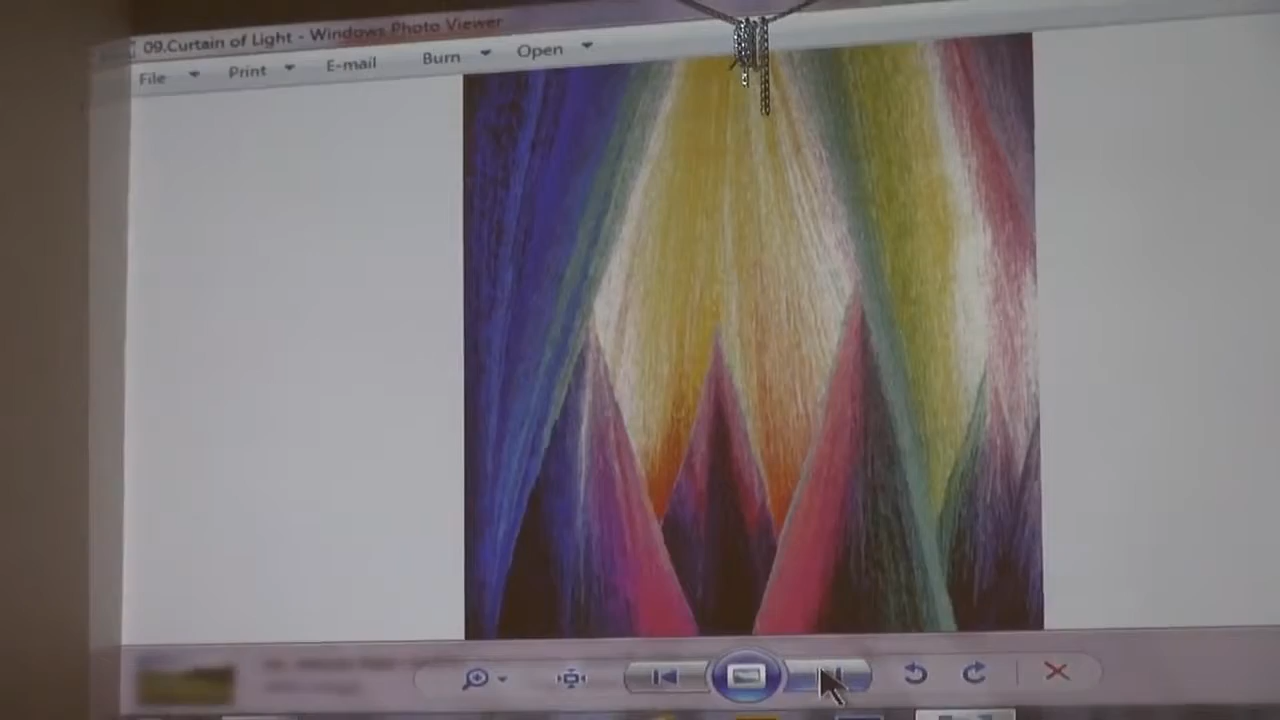 09.Curtain of Light - Windows Photo Viewer
File Print E-mail Burn Open